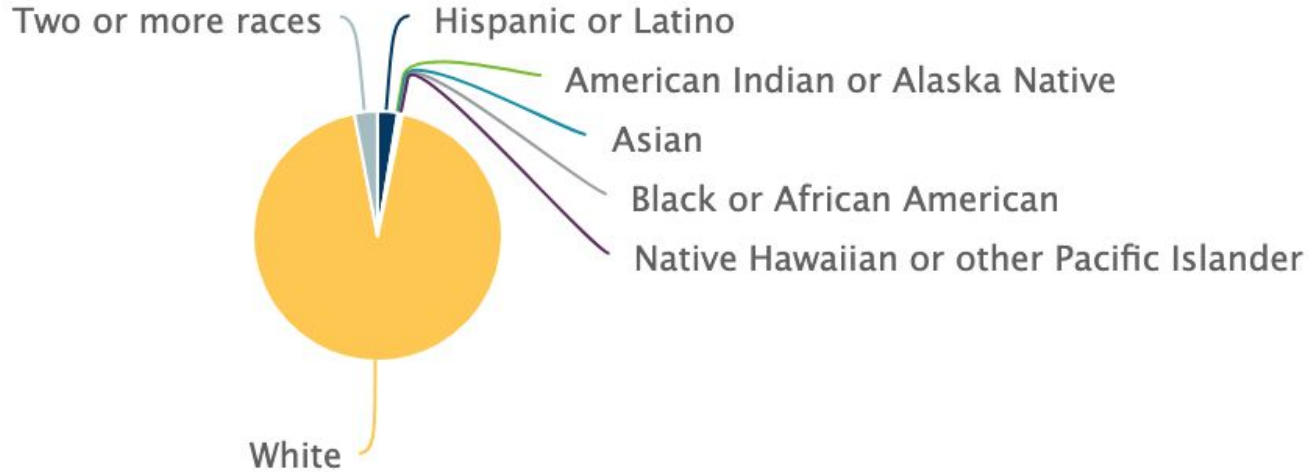 Two or more races
Hispanic or Latino
American Indian or Alaska Native
Asian
Black or African American
Native Hawaiian or other Pacific Islander
White